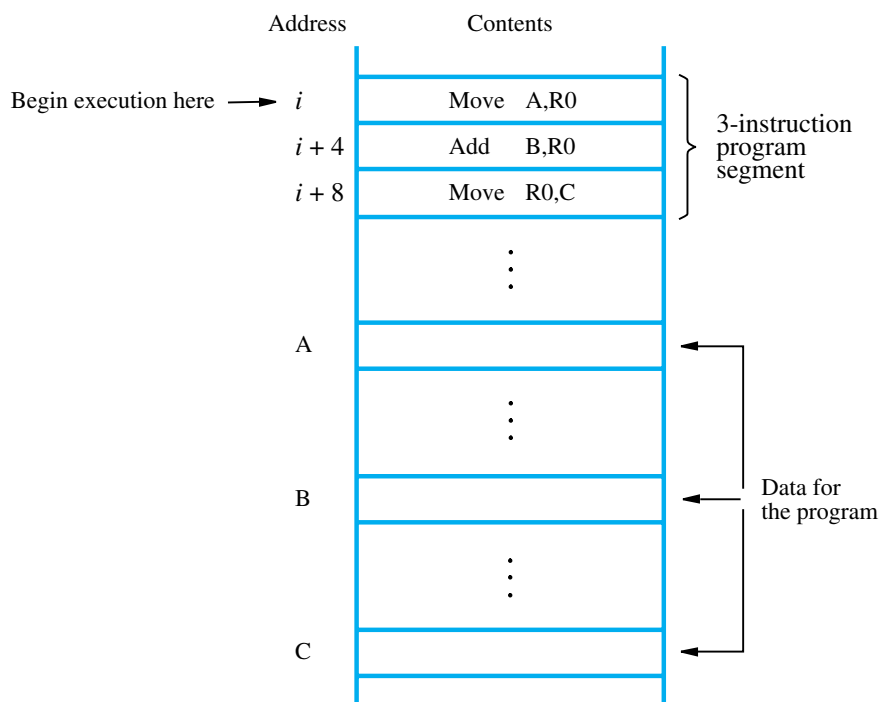 Address Contents
Begin execution here i Move A,R0
i + 4 Add B,R0
i + 8 Move R0,C
3-instruction
program
segment
A
B
Data for
the program
C